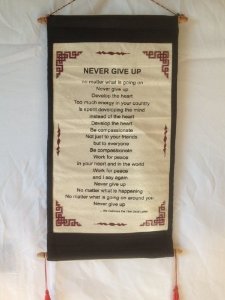 NEVER GIVE UP
no matter what is going on
Never give up
Develop the heart
Too much energy in your country
is spent developing the mind
instead of the heart
Develop the heart
Be compassionate
Not just to your friends
but to everyone
Be compassionate
Work for peace
in your heart and in the world
Work for peace
and I say again
Never give up
No matter what is happening
No matter what is going on around you
Never give up
Dalai Lama